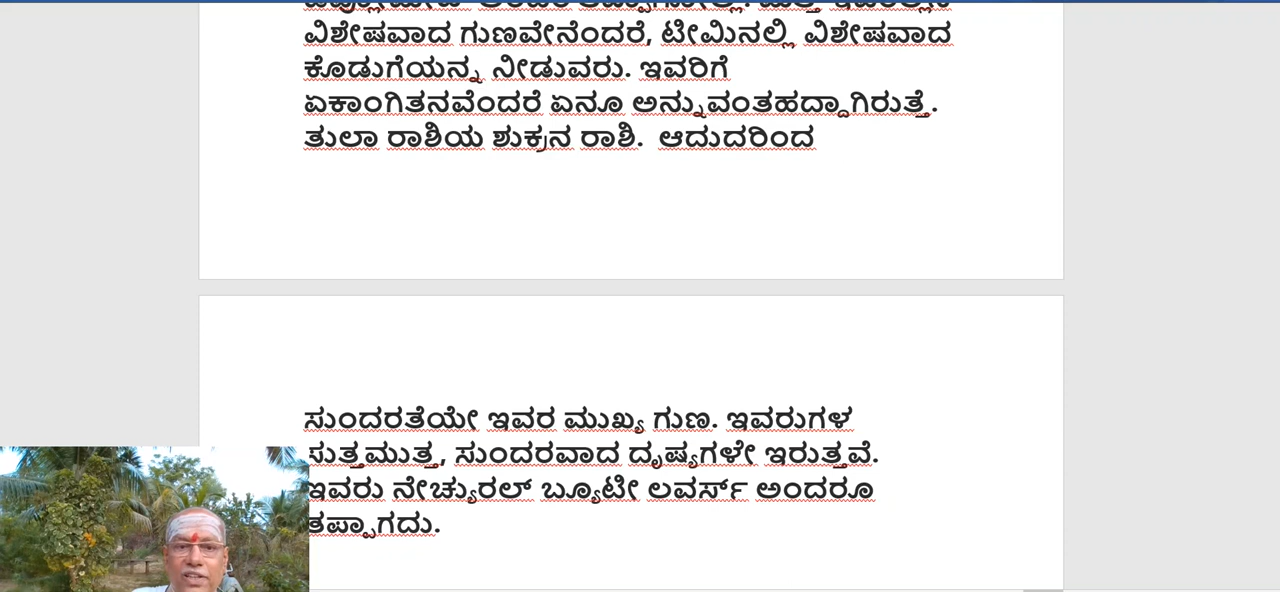 ವಿಶೇಷವಾದ ಗುಣವೇನೆಂದರೆ, ಟೀಮಿನಲ್ಲಿ ವಿಶೇಷವಾದ
ಕೊಡುಗೆಯನ್ನು ನೀಡುವರು. ಇವರಿಗೆ
ಏಕಾಂಗಿತನವೆಂದರೆ ಏನೂ ಅನ್ನುವಂತಹದ್ದಾಗಿರುತ್ತೆ.
ತುಲಾ ರಾಶಿಯ ಶುಕ್ರನ ರಾಶಿ. ಆದುದರಿಂದ
ಸುಂದರತೆಯೇ ಇವರ ಮುಖ್ಯ ಗುಣ. ಇವರುಗಳ
ಸುತ್ತಮುತ್ತ, ಸುಂದರವಾದ ದೃಷ್ಯಗಳೇ ಇರುತ್ತವೆ.
ಇವರು ನೇಚ್ಯುರಲ್ ಬ್ಯೂಟೀ ಲವರ್ಸ್ ಅಂದರೂ
ತಪ್ಪಾಗದು.